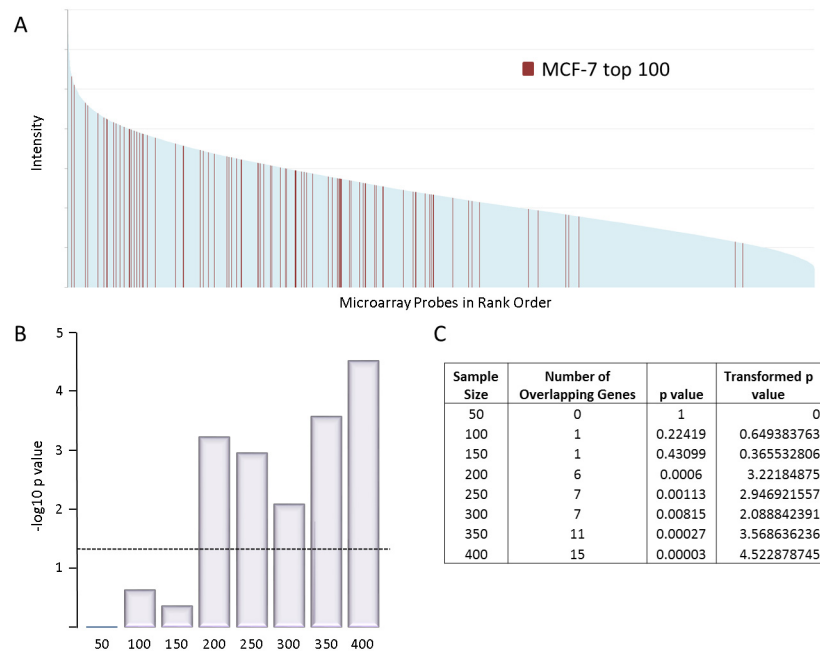 A
MCF-7 top 100
Intensity
Microarray Probes in Rank Order
B
5
4
3
2
1
-log10 p value
50 100 150 200 250 300 350 400
C
Sample Size Number of Overlapping Genes p value Transformed p value
50 0 1 0
100 1 0.22419 0.649383763
150 1 0.43099 0.365532806
200 6 0.0006 3.22184875
250 7 0.00113 2.946921557
300 7 0.00815 2.088842391
350 11 0.00027 3.568636236
400 15 0.00003 4.522878745